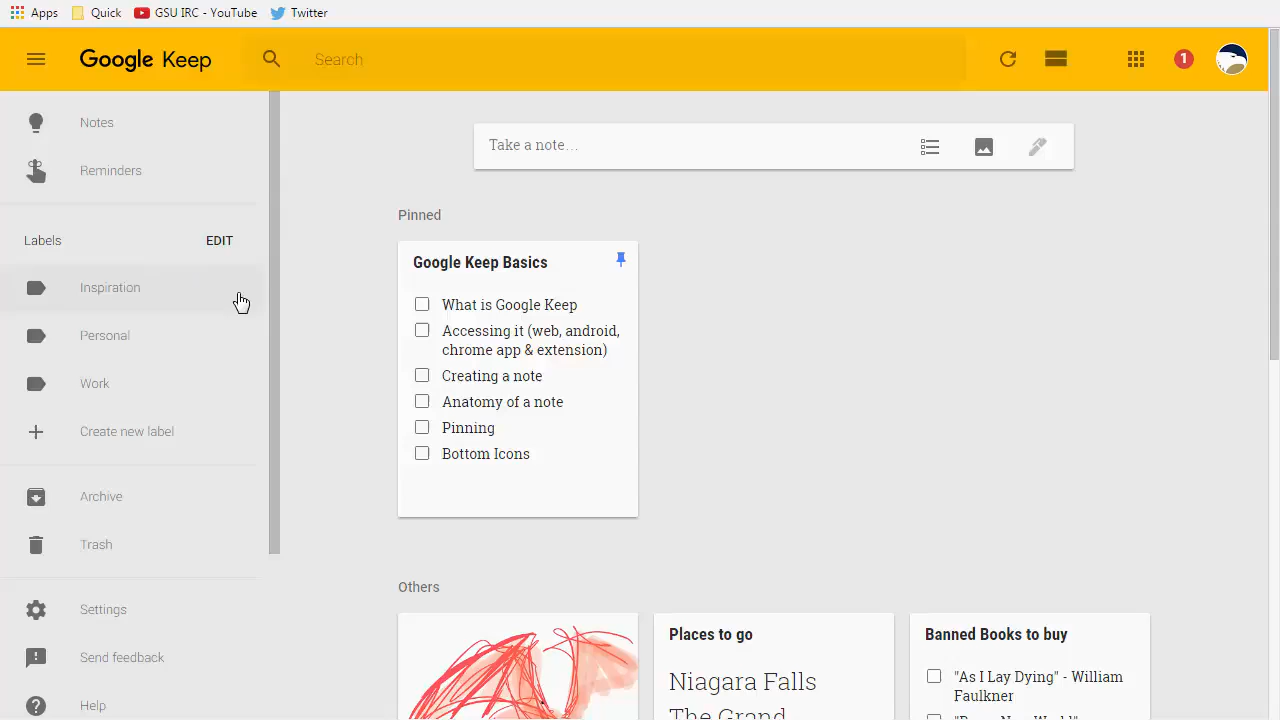 Apps Quick GSU IRC - YouTube Twitter
Google Keep Search 1
Notes
Reminders
Labels EDIT
Inspiration
Personal
Work
Create new label
Archive
Trash
Settings
Send feedback
Help
Take a note...
Pinned
Google Keep Basics
What is Google Keep
Accessing it (web, android,
chrome app & extension)
Creating a note
Anatomy of a note
Pinning
Bottom Icons
Others
Places to go
Niagara Falls
The Grand
Banned Books to buy
"As I Lay Dying" - William
Faulkner